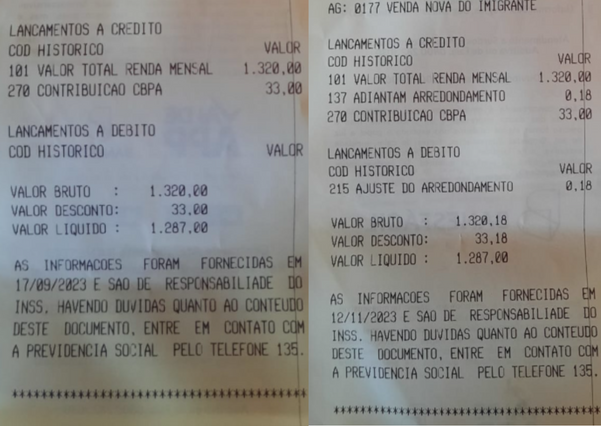 LANCAMENTOS A CREDITO
COD HISTORICO VALOR
101 VALOR TOTAL RENDA MENSAL 1.320,00
270 CONTRIBUICAO CBPA 33,00
LANCAMENTOS A DEBITO
COD HISTORICO VALOR
VALOR BRUTO : 1.320,00
VALOR DESCONTO: 33,00
VALOR LIQUIDO : 1.287,00
AS INFORMACOES FORAM FORNECIDAS EM
17/09/2023 E SAO DE RESPONSABILIADE DO
INSS. HAVENDO DUVIDAS QUANTO AO CONTEUDO
DESTE DOCUMENTO, ENTRE EM CONTATO COM
A PREVIDENCIA SOCIAL PELO TELEFONE 135.
****************************************
AG: 0177 VENDA NOVA DO IMIGRANTE
LANCAMENTOS A CREDITO
COD HISTORICO VALOR
101 VALOR TOTAL RENDA MENSAL 1.320,00
137 ADIANTAM ARREDONDAMENTO 0,18
270 CONTRIBUICAO CBPA 33,00
LANCAMENTOS A DEBITO
COD HISTORICO VALOR
215 AJUSTE DO ARREDONDAMENTO 0,18
VALOR BRUTO : 1.320,18
VALOR DESCONTO: 33,18
VALOR LIQUIDO : 1.287,00
AS INFORMACOES FORAM FORNECIDAS EM
12/11/2023 E SAO DE RESPONSABILIADE DO
INSS. HAVENDO DUVIDAS QUANTO AO CONTEUDO
DESTE DOCUMENTO, ENTRE EM CONTATO COM
A PREVIDENCIA SOCIAL PELO TELEFONE 135.
****************************************